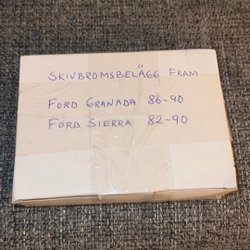 SKIVBROMSBELÄGG FRAM
FORD GRANADA 86-90
FORD SIERRA 82-90